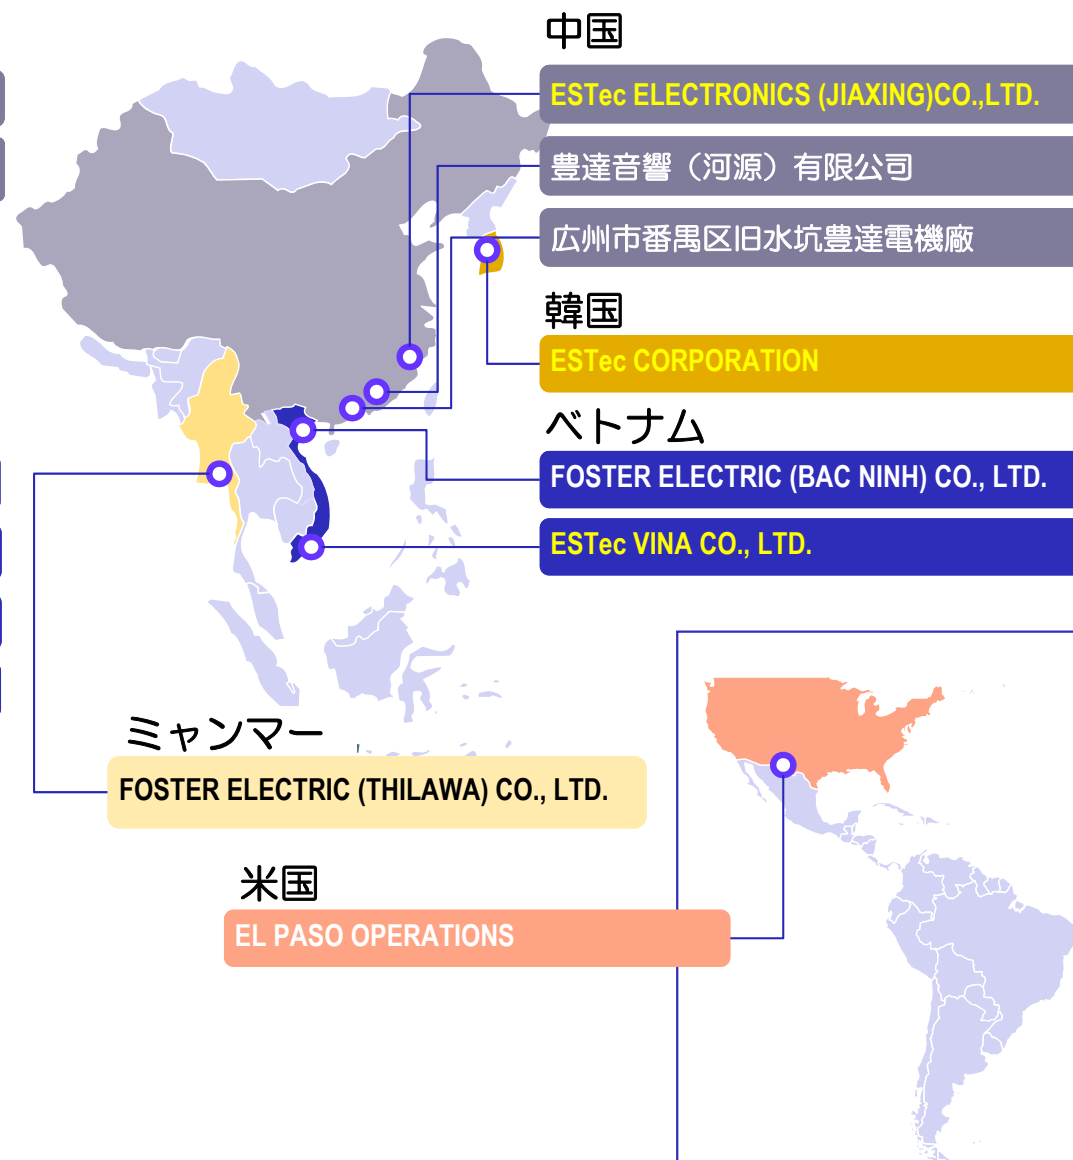 中国
ESTec ELECTRONICS (JIAXING)CO.,LTD.
豊達音響（河源）有限公司
広州市番禺区旧水坑豊達電機廠
韓国
ESTec CORPORATION
ベトナム
FOSTER ELECTRIC (BAC NINH) CO., LTD.
ESTec VINA CO., LTD.
ミャンマー
FOSTER ELECTRIC (THILAWA) CO., LTD.
米国
EL PASO OPERATIONS